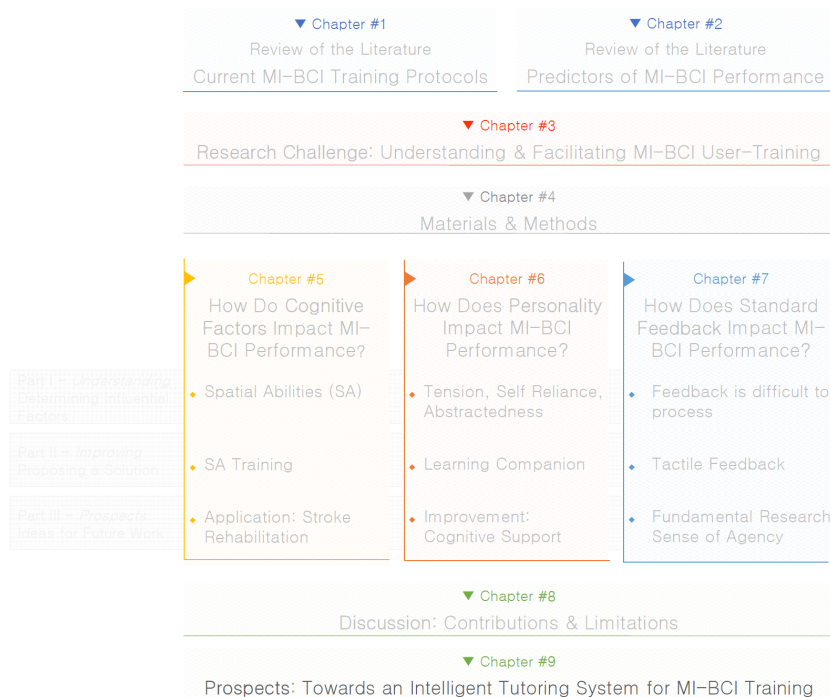 ▼ Chapter #1
Review of the Literature
Current MI-BCI Training Protocols
▼ Chapter #2
Review of the Literature
Predictors of MI-BCI Performance
▼ Chapter #3
Research Challenge: Understanding & Facilitating MI-BCI User-Training
▼ Chapter #4
Materials & Methods
Part I - Understanding
Determining Influential
Factors
Part II - Improving
Proposing a Solution
Part III - Prospects
Ideas for Future Work
Chapter #5
How Do Cognitive
Factors Impact MI-
BCI Performance?
Spatial Abilities (SA)
SA Training
Application: Stroke
Rehabilitation
Chapter #6
How Does Personality
Impact MI-BCI
Performance?
Tension, Self Reliance,
Abstractedness
Learning Companion
Improvement:
Cognitive Support
Chapter #7
How Does Standard
Feedback Impact MI-
BCI Performance?
Feedback is difficult to
process
Tactile Feedback
Fundamental Research
Sense of Agency
▼ Chapter #8
Discussion: Contributions & Limitations
▼ Chapter #9
Prospects: Towards an Intelligent Tutoring System for MI-BCI Training